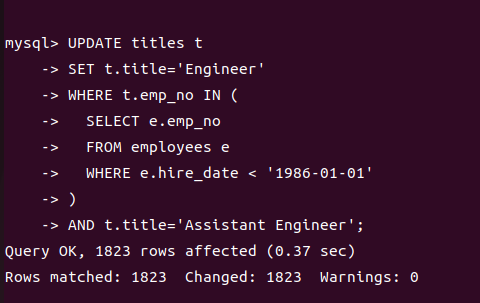 mysql> UPDATE titles t
    -> SET t.title='Engineer'
    -> WHERE t.emp_no IN (
    ->   SELECT e.emp_no
    ->   FROM employees e
    ->   WHERE e.hire_date < '1986-01-01'
    -> )
    -> AND t.title='Assistant Engineer';
Query OK, 1823 rows affected (0.37 sec)
Rows matched: 1823  Changed: 1823  Warnings: 0